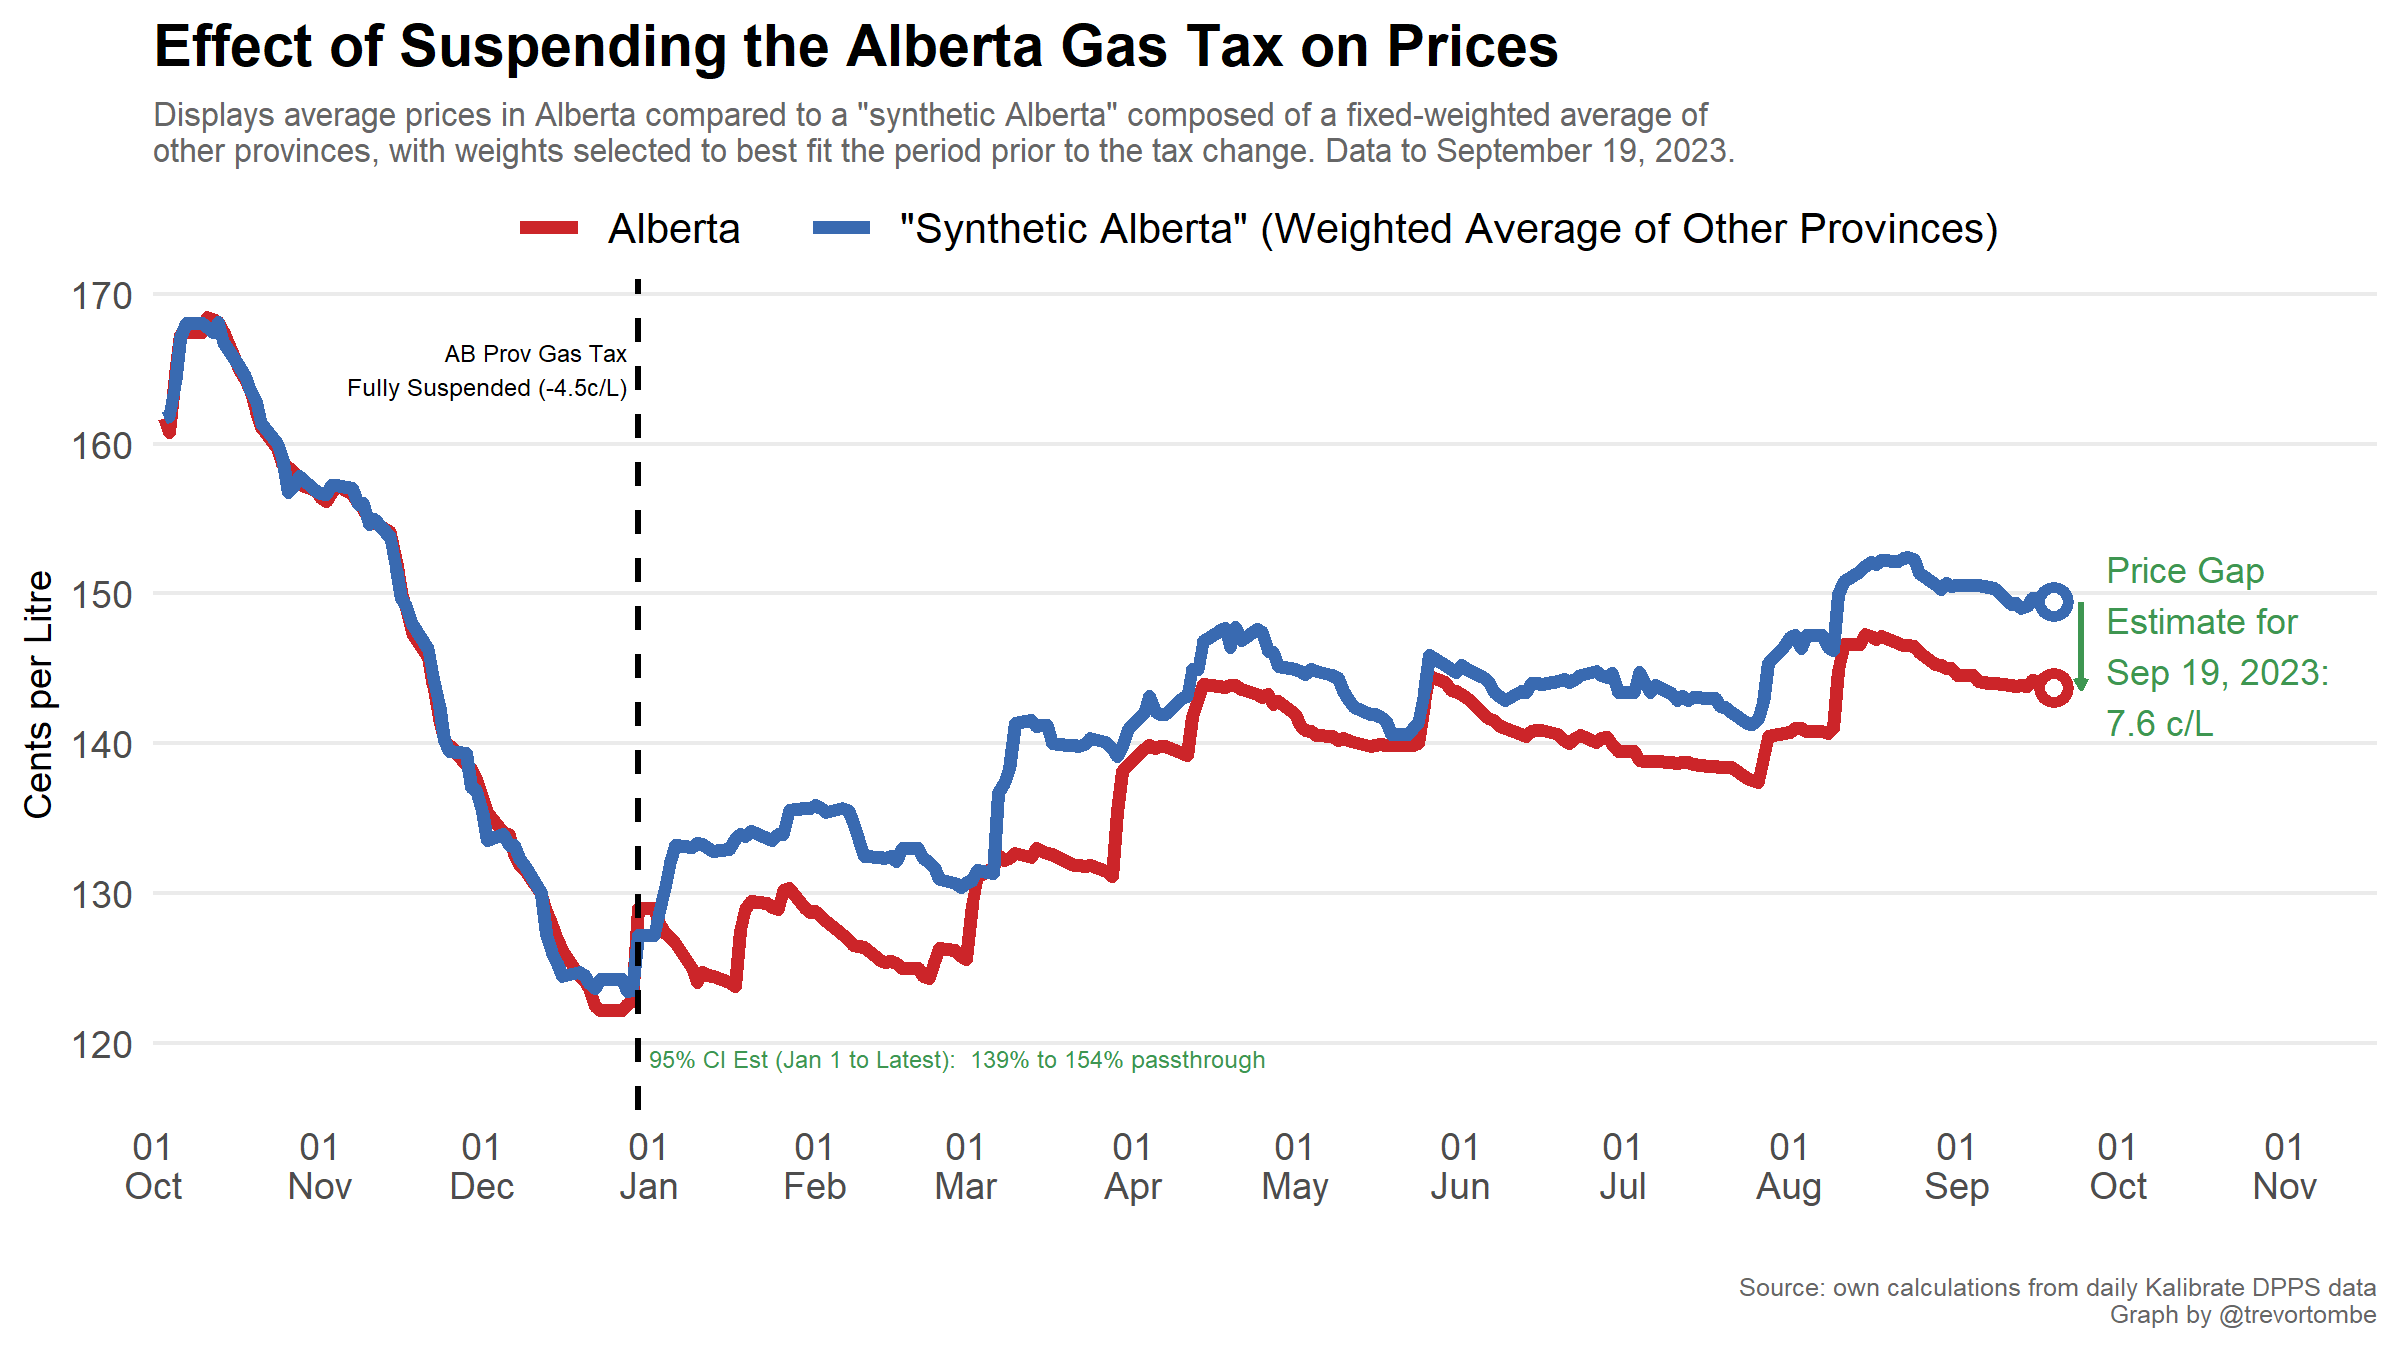 Effect of Suspending the Alberta Gas Tax on Prices
Displays average prices in Alberta compared to a "synthetic Alberta" composed of a fixed-weighted average of
other provinces, with weights selected to best fit the period prior to the tax change. Data to September 19, 2023.
Alberta
"Synthetic Alberta" (Weighted Average of Other Provinces)
170
160
150
140
130
120
Cents per Litre
AB Prov Gas Tax
Fully Suspended (-4.5c/L)
Price Gap
Estimate for
Sep 19, 2023:
7.6 c/L
95% CI Est (Jan 1 to Latest):  139% to 154% passthrough
01 01 01 01 01 01 01 01 01 01 01 01 01 01
Oct Nov Dec Jan Feb Mar Apr May Jun Jul Aug Sep Oct Nov
Source: own calculations from daily Kalibrate DPPS data
Graph by @trevortombe